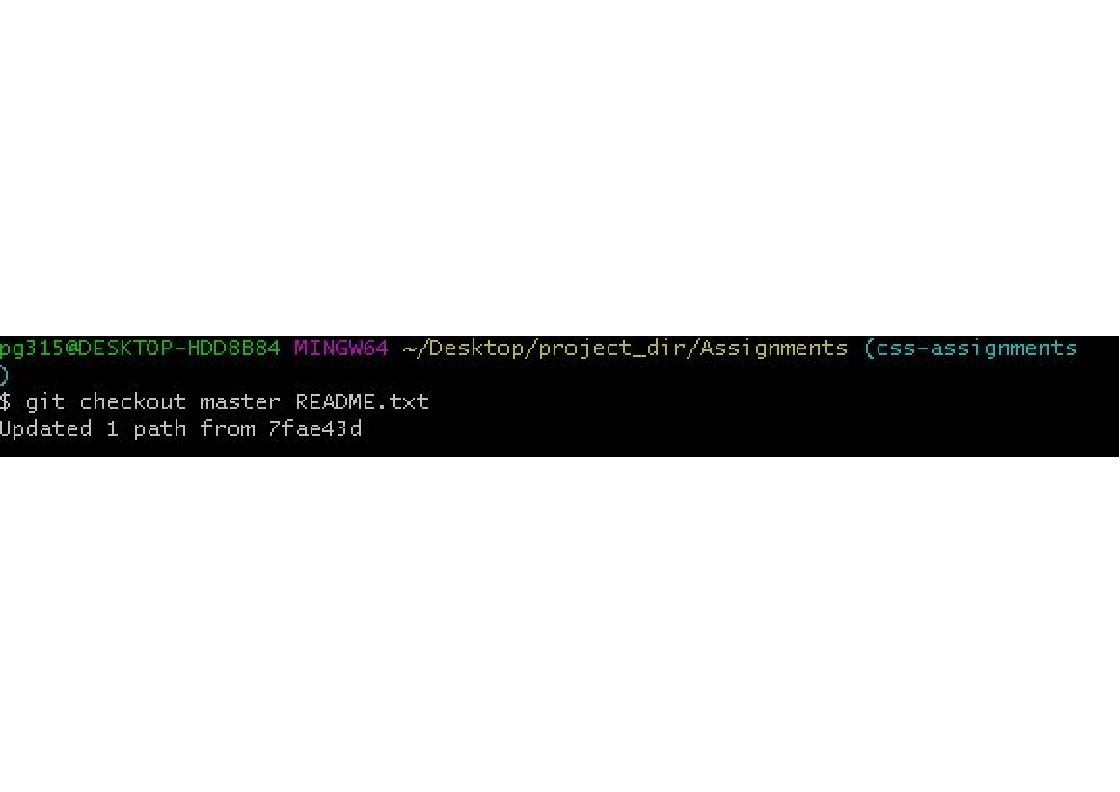 pg315@DESKTOP-HDD8B84 MINGW64 ~/Desktop/project_dir/Assignments (css-assignments
)
$ git checkout master README.txt
Updated 1 path from 7fae43d